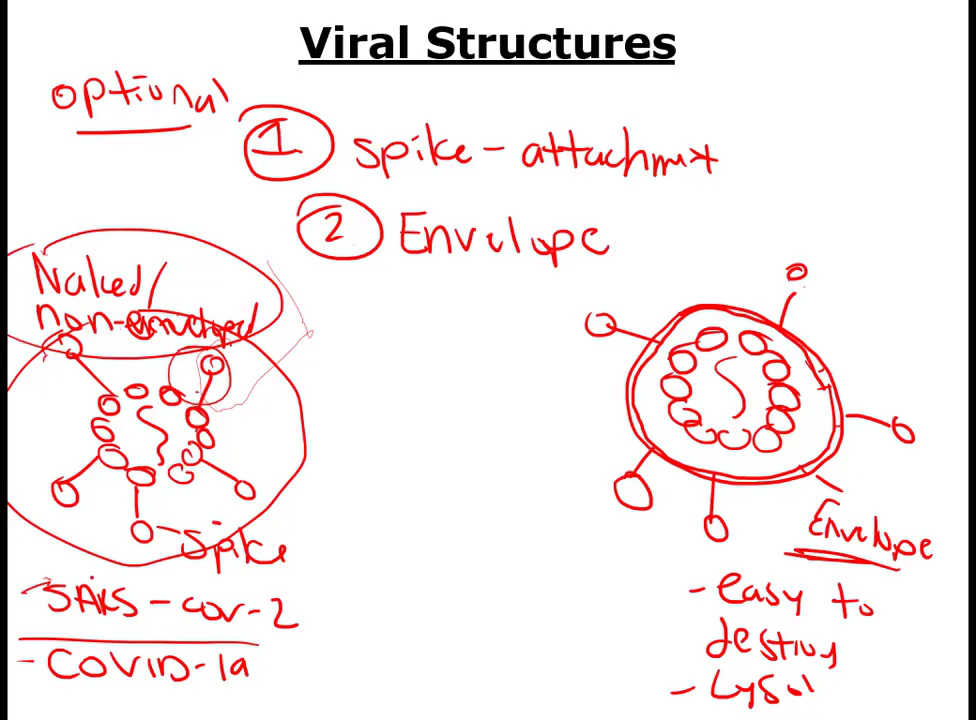 Viral Structures
optional
1 spike - attachmnt
2 Envelope
Naked/
non-enveloped
Spike
SARS - cov-2
- COVID-19
Envelope
- easy to
destroy
- Lysol